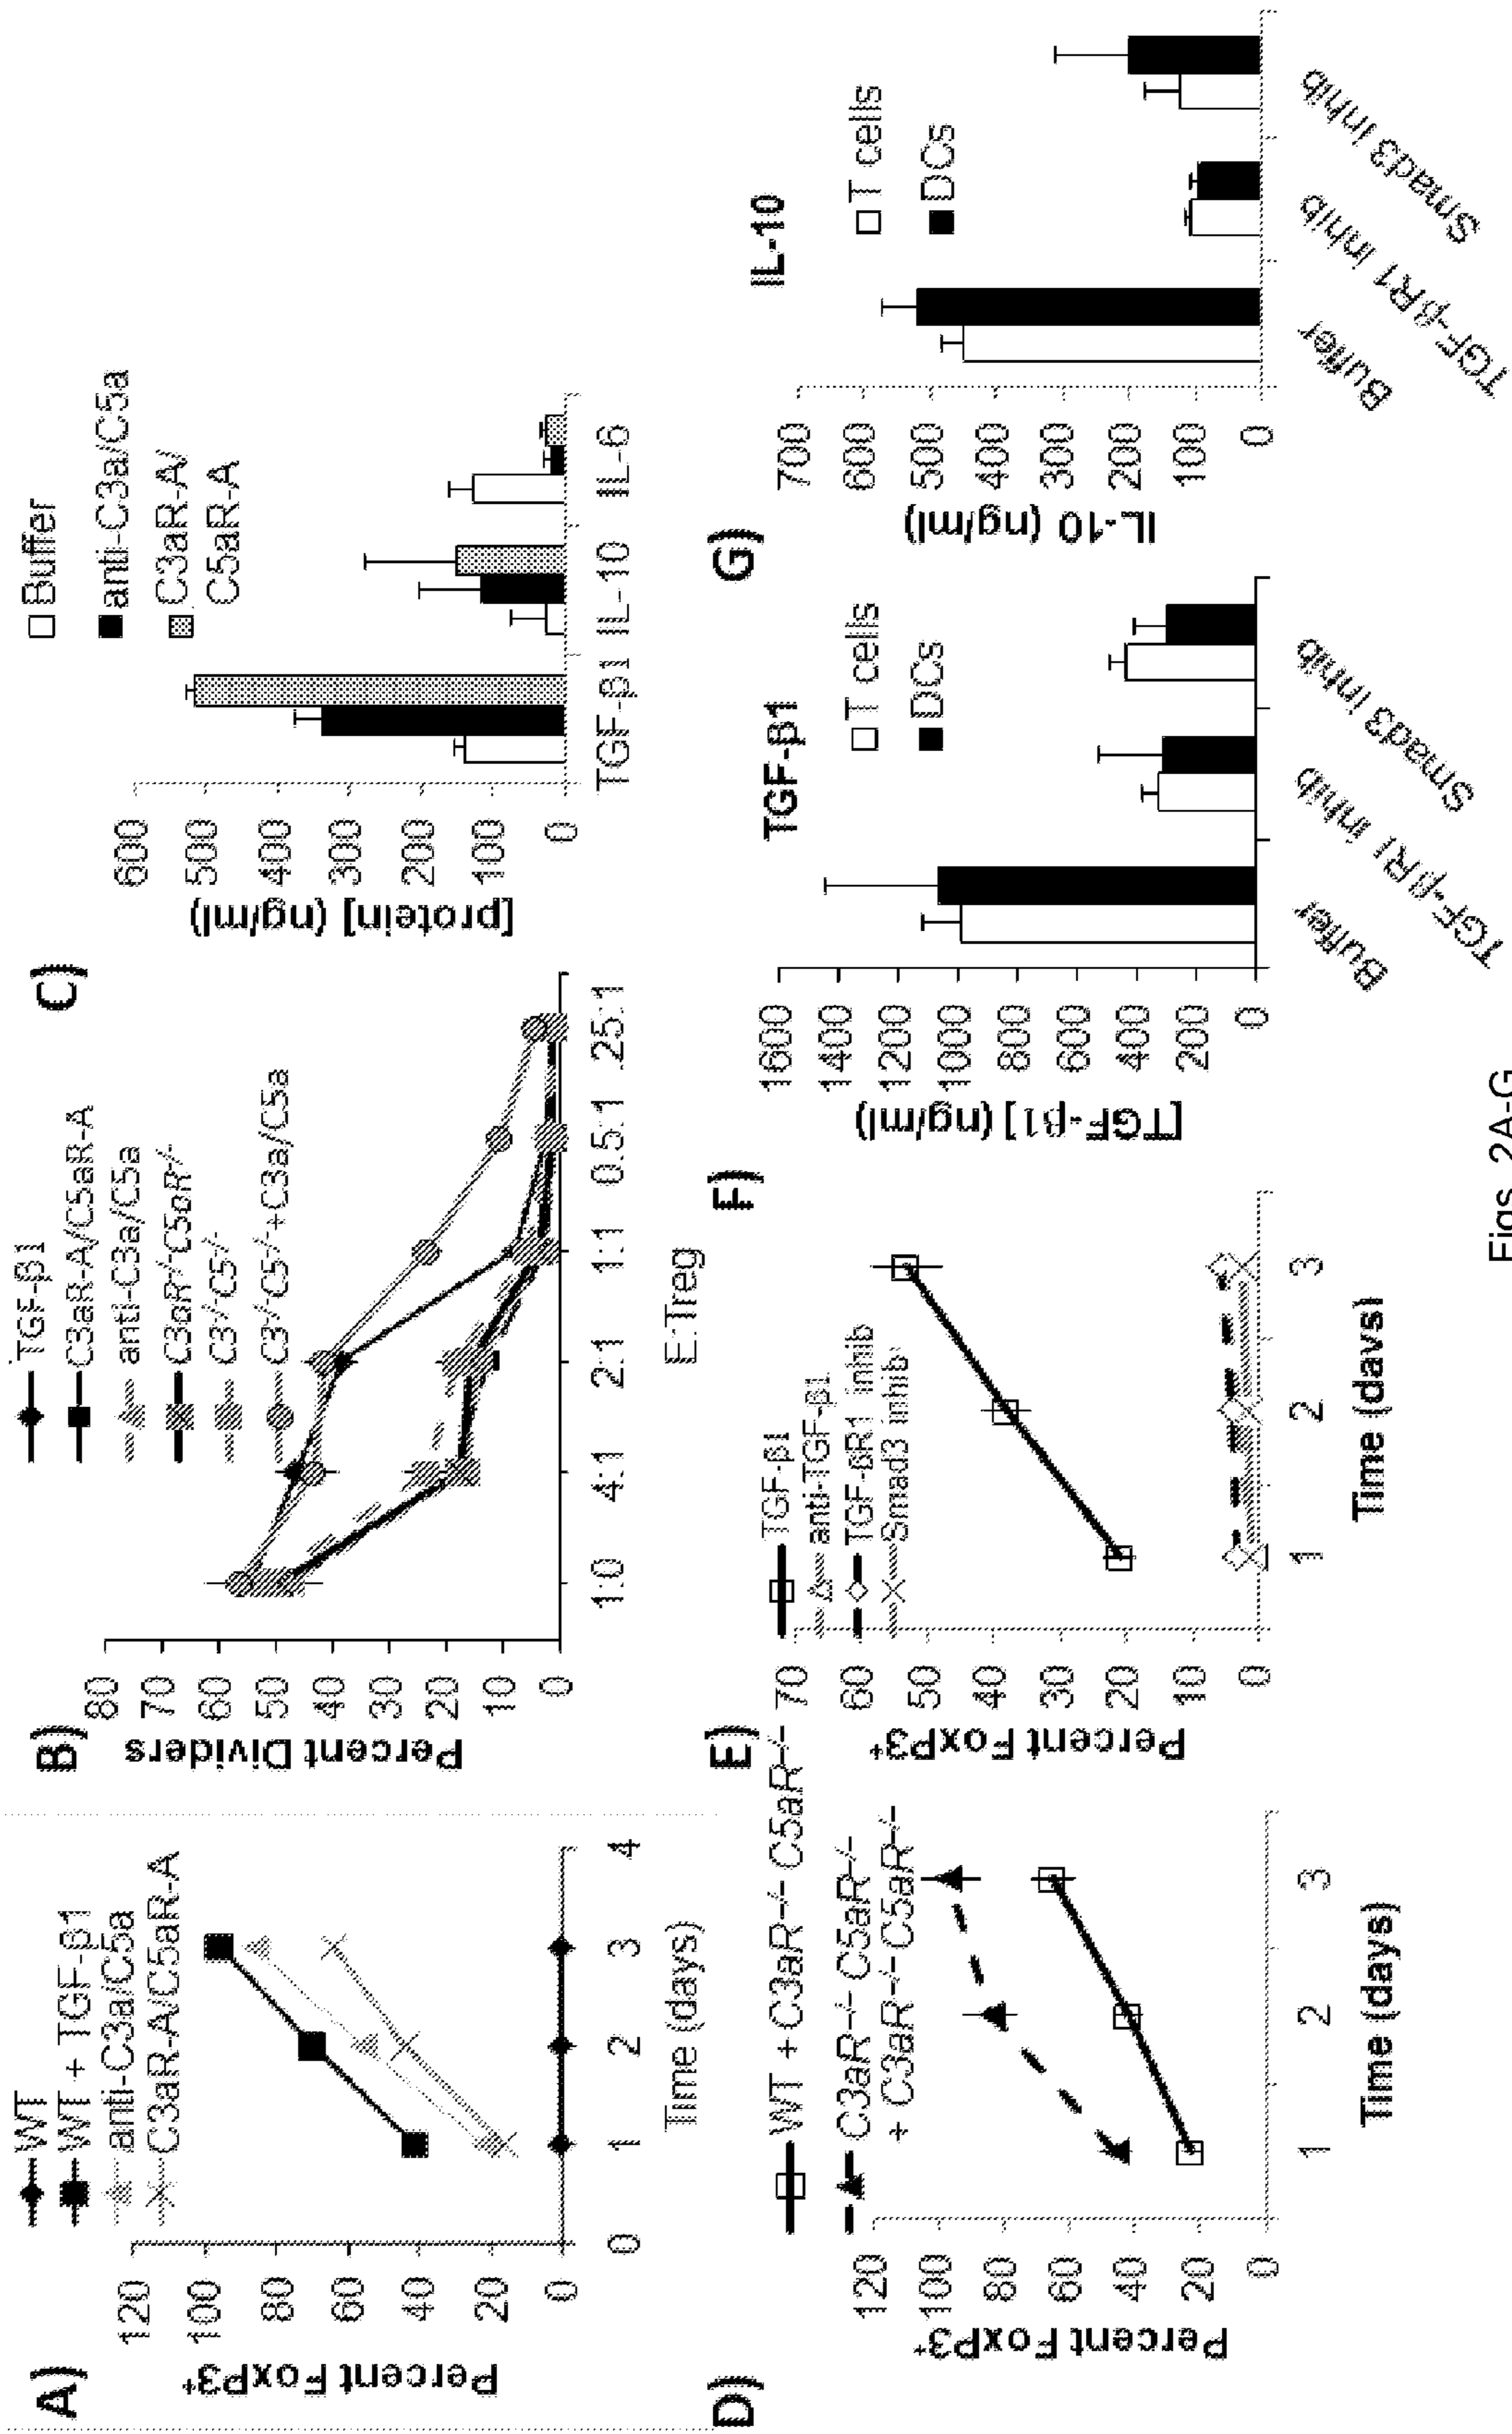 A)
WT
WT + TGF-β1
anti-C3a/C5a
C3aR-A/C5aR-A
Percent FoxP3+
120
100
80
60
40
20
0
0
1
2
3
4
Time (days)
B)
TGF-β1
C3aR-A/C5aR-A
anti-C3a/C5a
C3aR-/-C5aR-/-
C3-/-C5-/-
C3-/-C5-/-+C3a/C5a
Percent Dividers
80
70
60
50
40
30
20
10
0
1:0
4:1
2:1
1:1
0.5:1
.25:1
E:Treg
C)
Buffer
anti-C3a/C5a
C3aR-A/
C5aR-A
[protein] (ng/ml)
600
500
400
300
200
100
0
TGF-β1
IL-10
IL-6
D)
WT + C3aR-/- C5aR-/-
C3aR-/- C5aR-/-
+ C3aR-/-C5aR-/-
Percent FoxP3+
120
100
80
60
40
20
0
1
2
3
Time (days)
E)
TGF-β1
anti-TGF-β1
TGF-βR1 inhib
Smad3 inhib
Percent FoxP3+
70
60
50
40
30
20
10
0
1
2
3
Time (days)
F)
TGF-β1
T cells
DCs
[TGF-β1] (ng/ml)
1600
1400
1200
1000
800
600
400
200
0
Buffer
TGF-βRI inhib
Smad3 inhib
G)
IL-10
T cells
DCs
IL-10 (ng/ml)
700
600
500
400
300
200
100
0
Buffer
TGF-βR1 inhib
Smad3 inhib
Figs. 2A-G